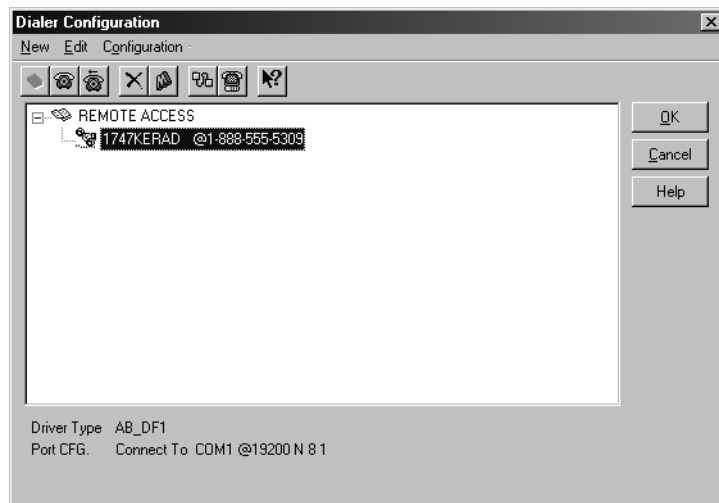 Dialer Configuration
New Edit Configuration
REMOTE ACCESS
1747KERAD @1-888-555-5309
OK
Cancel
Help
Driver Type AB_DF1
Port CFG. Connect To COM1 @19200 N 8 1